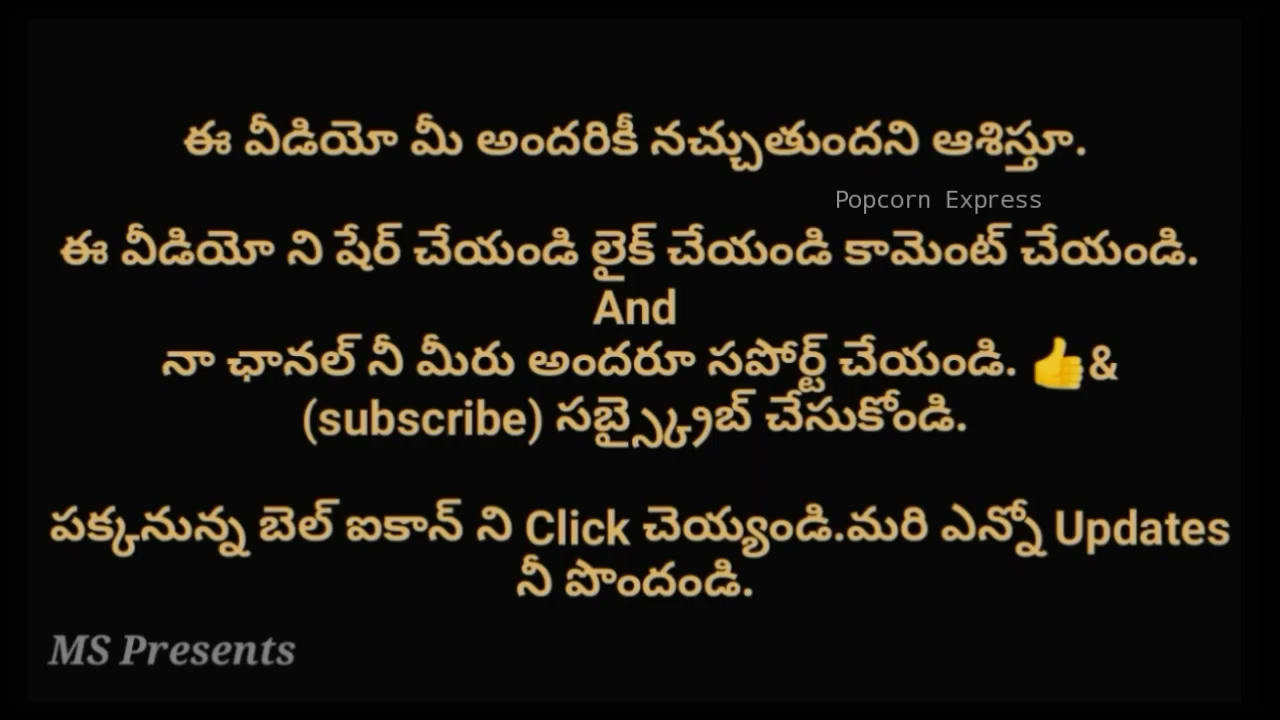 ఈ వీడియో మీ అందరికీ నచ్చుతుందని ఆశిస్తూ.
Popcorn Express
ఈ వీడియో ని షేర్ చేయండి లైక్ చేయండి కామెంట్ చేయండి.
And
నా ఛానల్ నీ మీరు అందరూ సపోర్ట్ చేయండి. 👍&
(subscribe) సబ్స్క్రైబ్ చేసుకోండి.
పక్కనున్న బెల్ ఐకాన్ ని Click చెయ్యండి.మరి ఎన్నో Updates
నీ పొందండి.
MS Presents